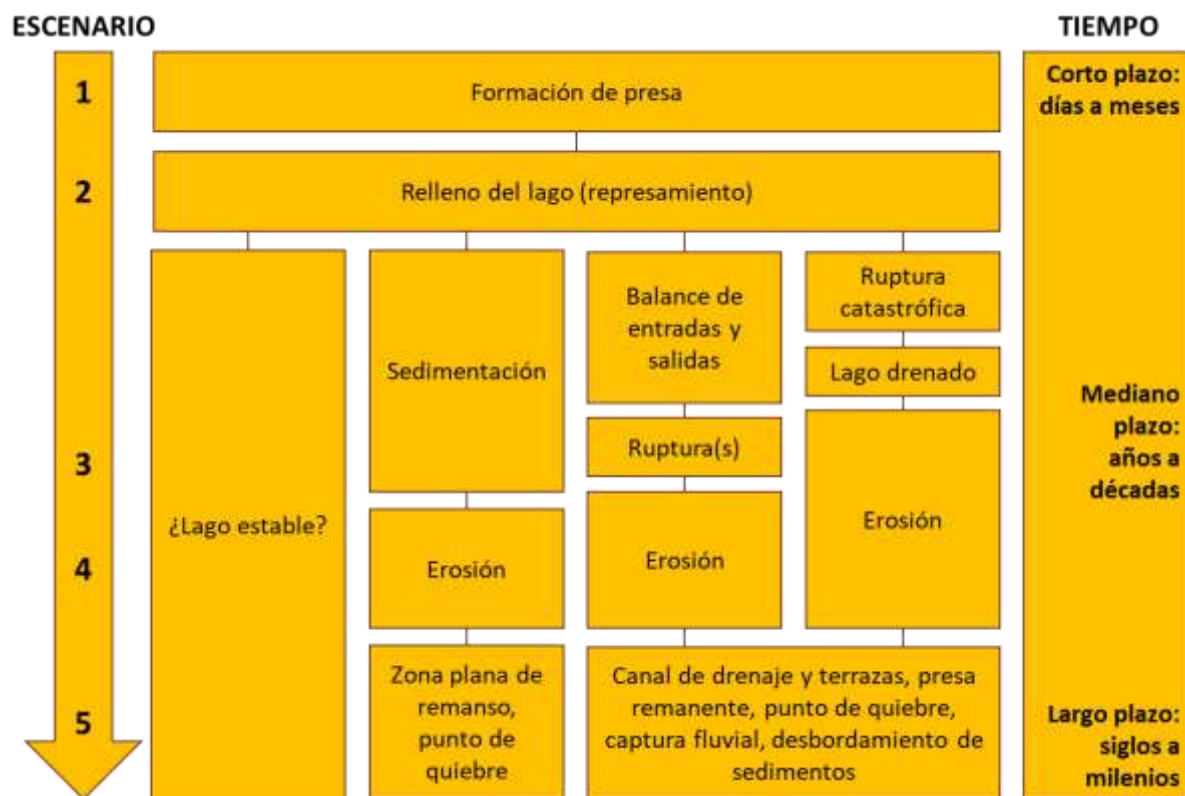 ESCENARIO
TIEMPO
1
Formación de presa
Corto plazo:
días a meses
2
Relleno del lago (represamiento)
¿Lago estable?
Sedimentación
Balance de
entradas y
salidas
Ruptura
catastrófica
Lago drenado
Mediano
plazo:
años a
décadas
3
Ruptura(s)
4
Erosión
Erosión
Erosión
5
Zona plana de
remanso,
punto de
quiebre
Canal de drenaje y terrazas, presa
remanente, punto de quiebre,
captura fluvial, desbordamiento de
sedimentos
Largo plazo:
siglos a
milenios